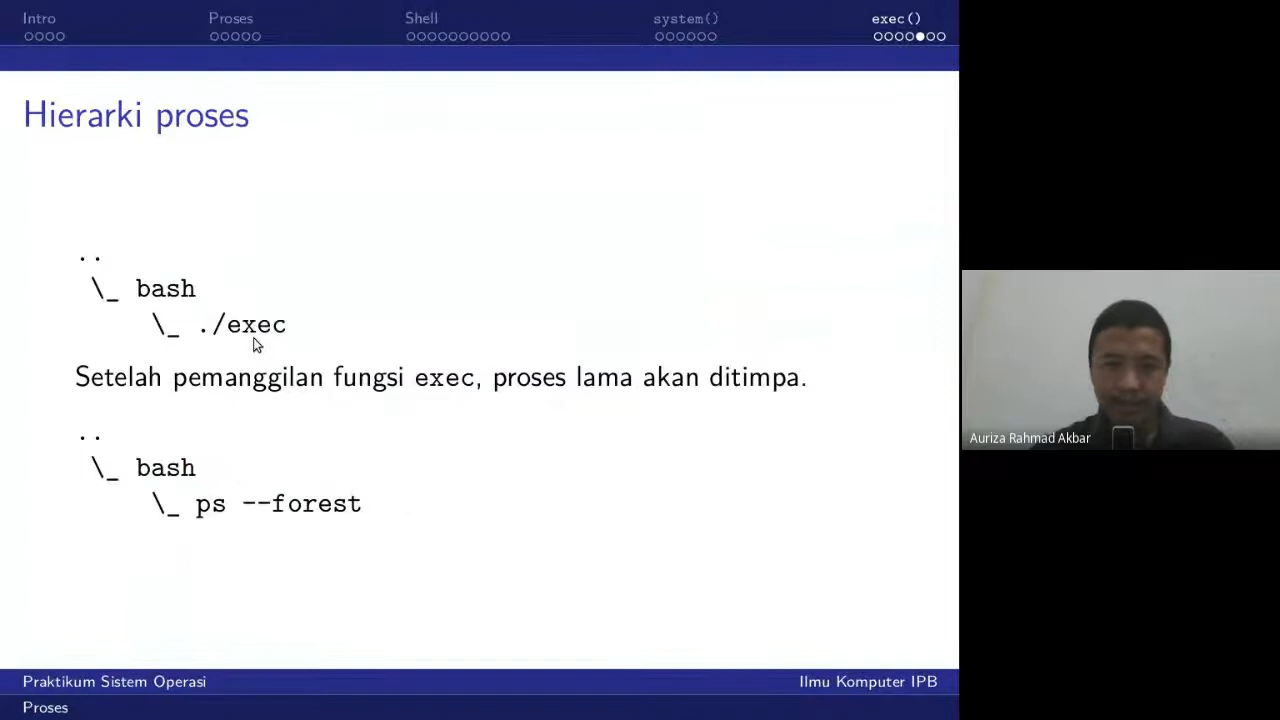 Intro Proses Shell system() exec()
Hierarki proses
..
\_ bash
\_ ./exec
Setelah pemanggilan fungsi exec, proses lama akan ditimpa.
..
\_ bash
\_ ps --forest
Auriza Rahmad Akbar
Praktikum Sistem Operasi Ilmu Komputer IPB
Proses